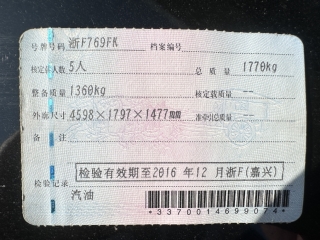 号牌号码 浙F769FK 档案编号
核定载人数 5人 总质量 1770kg
整备质量 1360kg 核定载质量 --
外廓尺寸 4598×1797×1477mm 准牵引总质量 --
备注
检验有效期至2016 年 12 月浙F(嘉兴)
检验记录
汽油
*3370014699074*